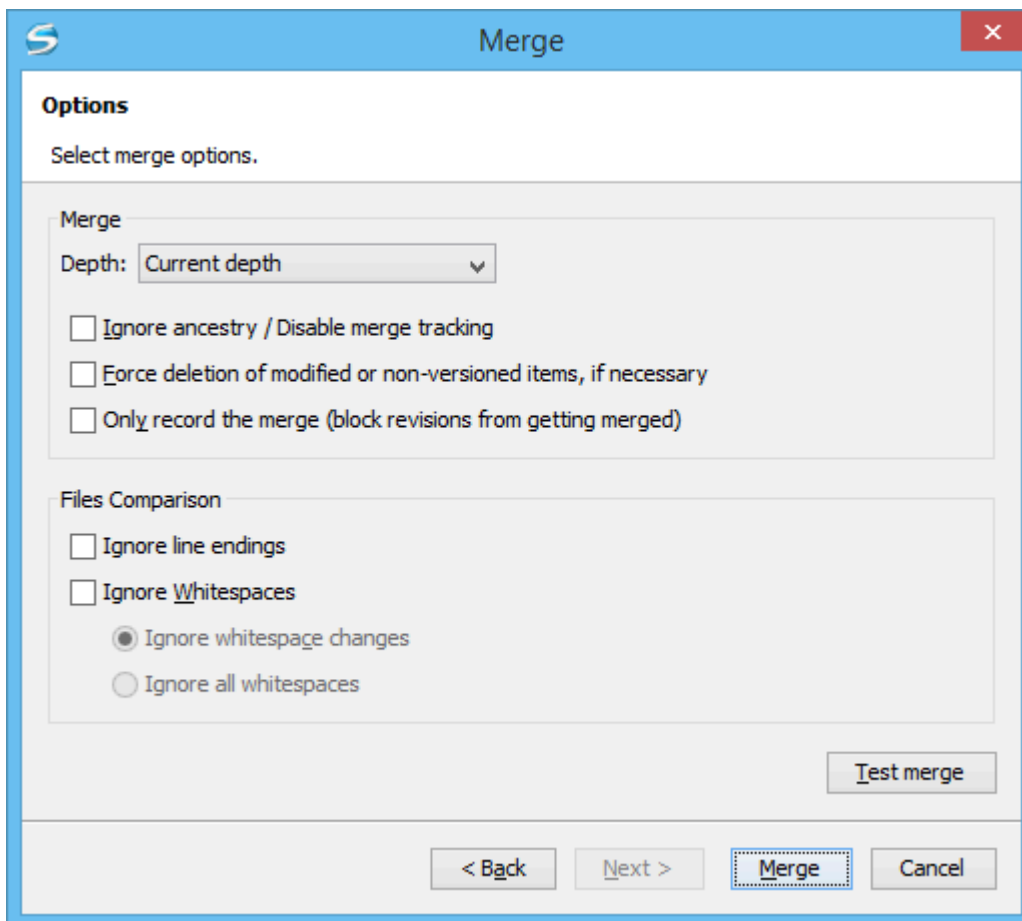 Merge
Options
Select merge options.
Merge
Depth: Current depth
Ignore ancestry / Disable merge tracking
Force deletion of modified or non-versioned items, if necessary
Only record the merge (block revisions from getting merged)
Files Comparison
Ignore line endings
Ignore Whitespaces
Ignore whitespace changes
Ignore all whitespaces
Test merge
< Back Next > Merge Cancel